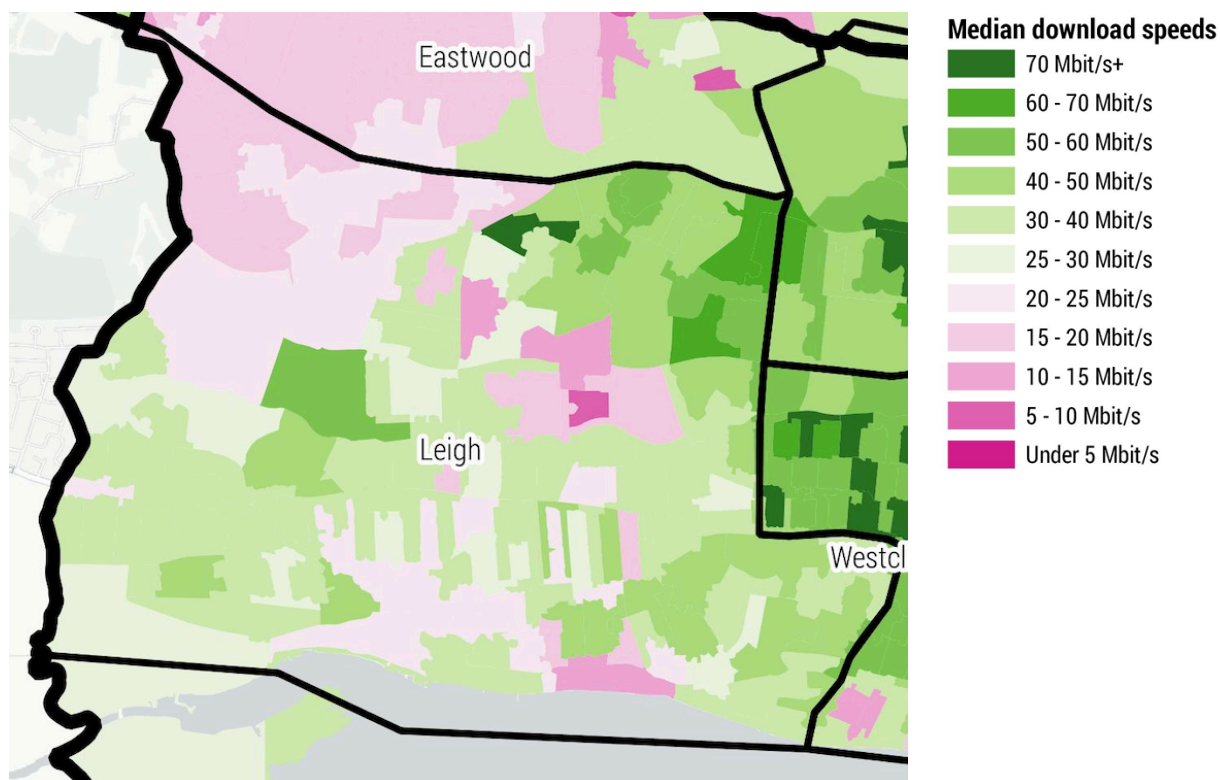 Eastwood
Leigh
Westcl
Median download speeds
70 Mbit/s+
60 - 70 Mbit/s
50 - 60 Mbit/s
40 - 50 Mbit/s
30 - 40 Mbit/s
25 - 30 Mbit/s
20 - 25 Mbit/s
15 - 20 Mbit/s
10 - 15 Mbit/s
5 - 10 Mbit/s
Under 5 Mbit/s